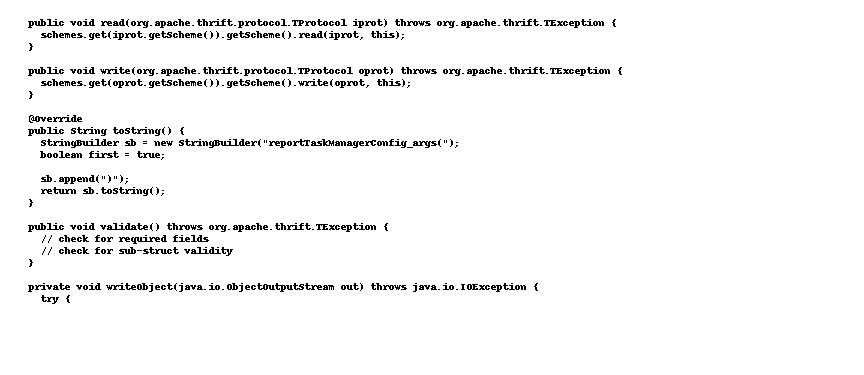 public void read(org.apache.thrift.protocol.TProtocol iprot) throws org.apache.thrift.TException {
  schemes.get(iprot.getScheme()).getScheme().read(iprot, this);
}

public void write(org.apache.thrift.protocol.TProtocol oprot) throws org.apache.thrift.TException {
  schemes.get(oprot.getScheme()).getScheme().write(oprot, this);
}

@Override
public String toString() {
  StringBuilder sb = new StringBuilder("reportTaskManagerConfig_args(");
  boolean first = true;

  sb.append(")");
  return sb.toString();
}

public void validate() throws org.apache.thrift.TException {
  // check for required fields
  // check for sub-struct validity
}

private void writeObject(java.io.ObjectOutputStream out) throws java.io.IOException {
  try {